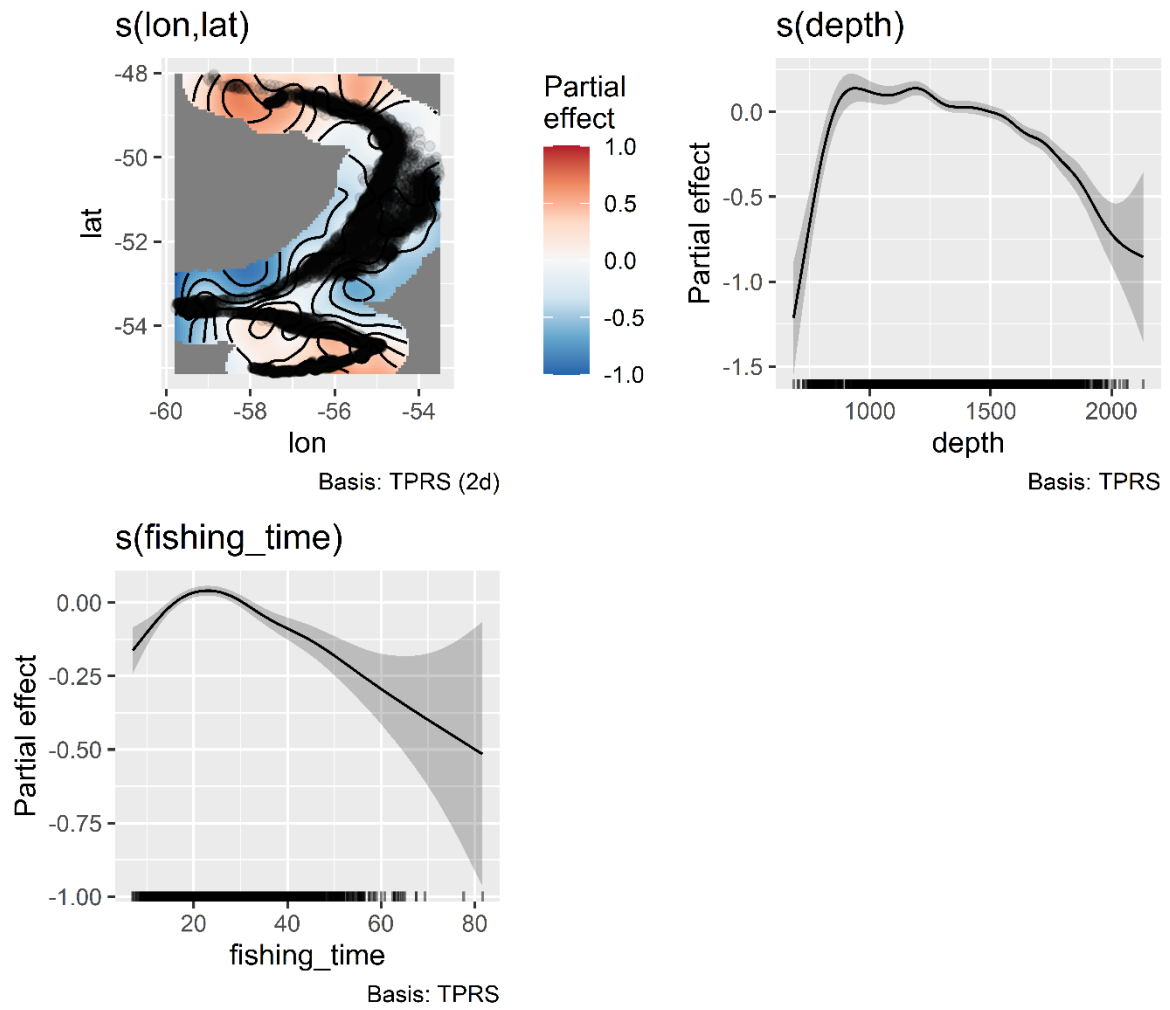 s(lon,lat)
-48
-50
-52
-54
lat
-60
-58
-56
-54
lon
Basis: TPRS (2d)
Partial
effect
1.0
0.5
0.0
-0.5
-1.0
s(depth)
0.0
-0.5
-1.0
-1.5
Partial effect
1000
1500
2000
depth
Basis: TPRS
s(fishing_time)
0.00
-0.25
-0.50
-0.75
-1.00
Partial effect
20
40
60
80
fishing_time
Basis: TPRS